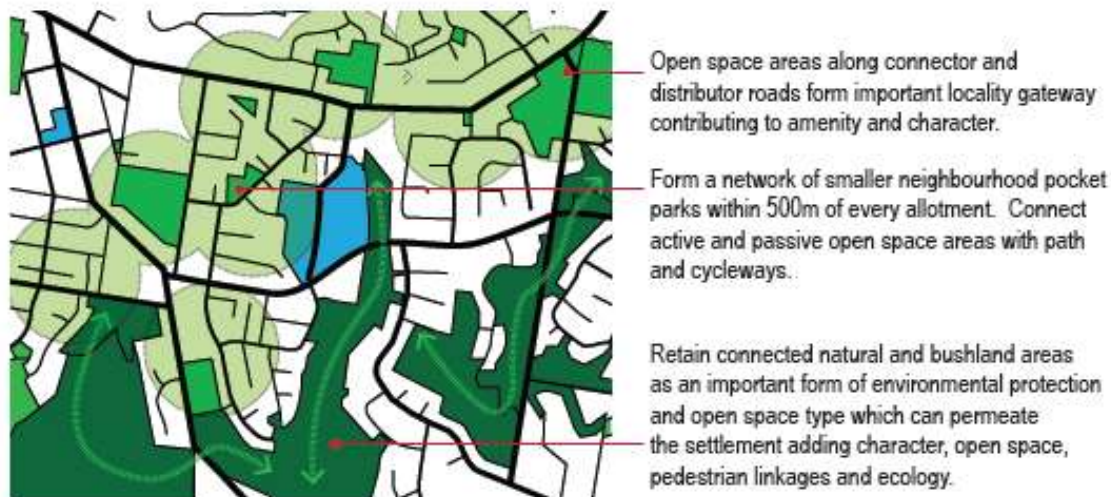 Open space areas along connector and
distributor roads form important locality gateway
contributing to amenity and character.
Form a network of smaller neighbourhood pocket
parks within 500m of every allotment. Connect
active and passive open space areas with path
and cycleways.
Retain connected natural and bushland areas
as an important form of environmental protection
and open space type which can permeate
the settlement adding character, open space,
pedestrian linkages and ecology.